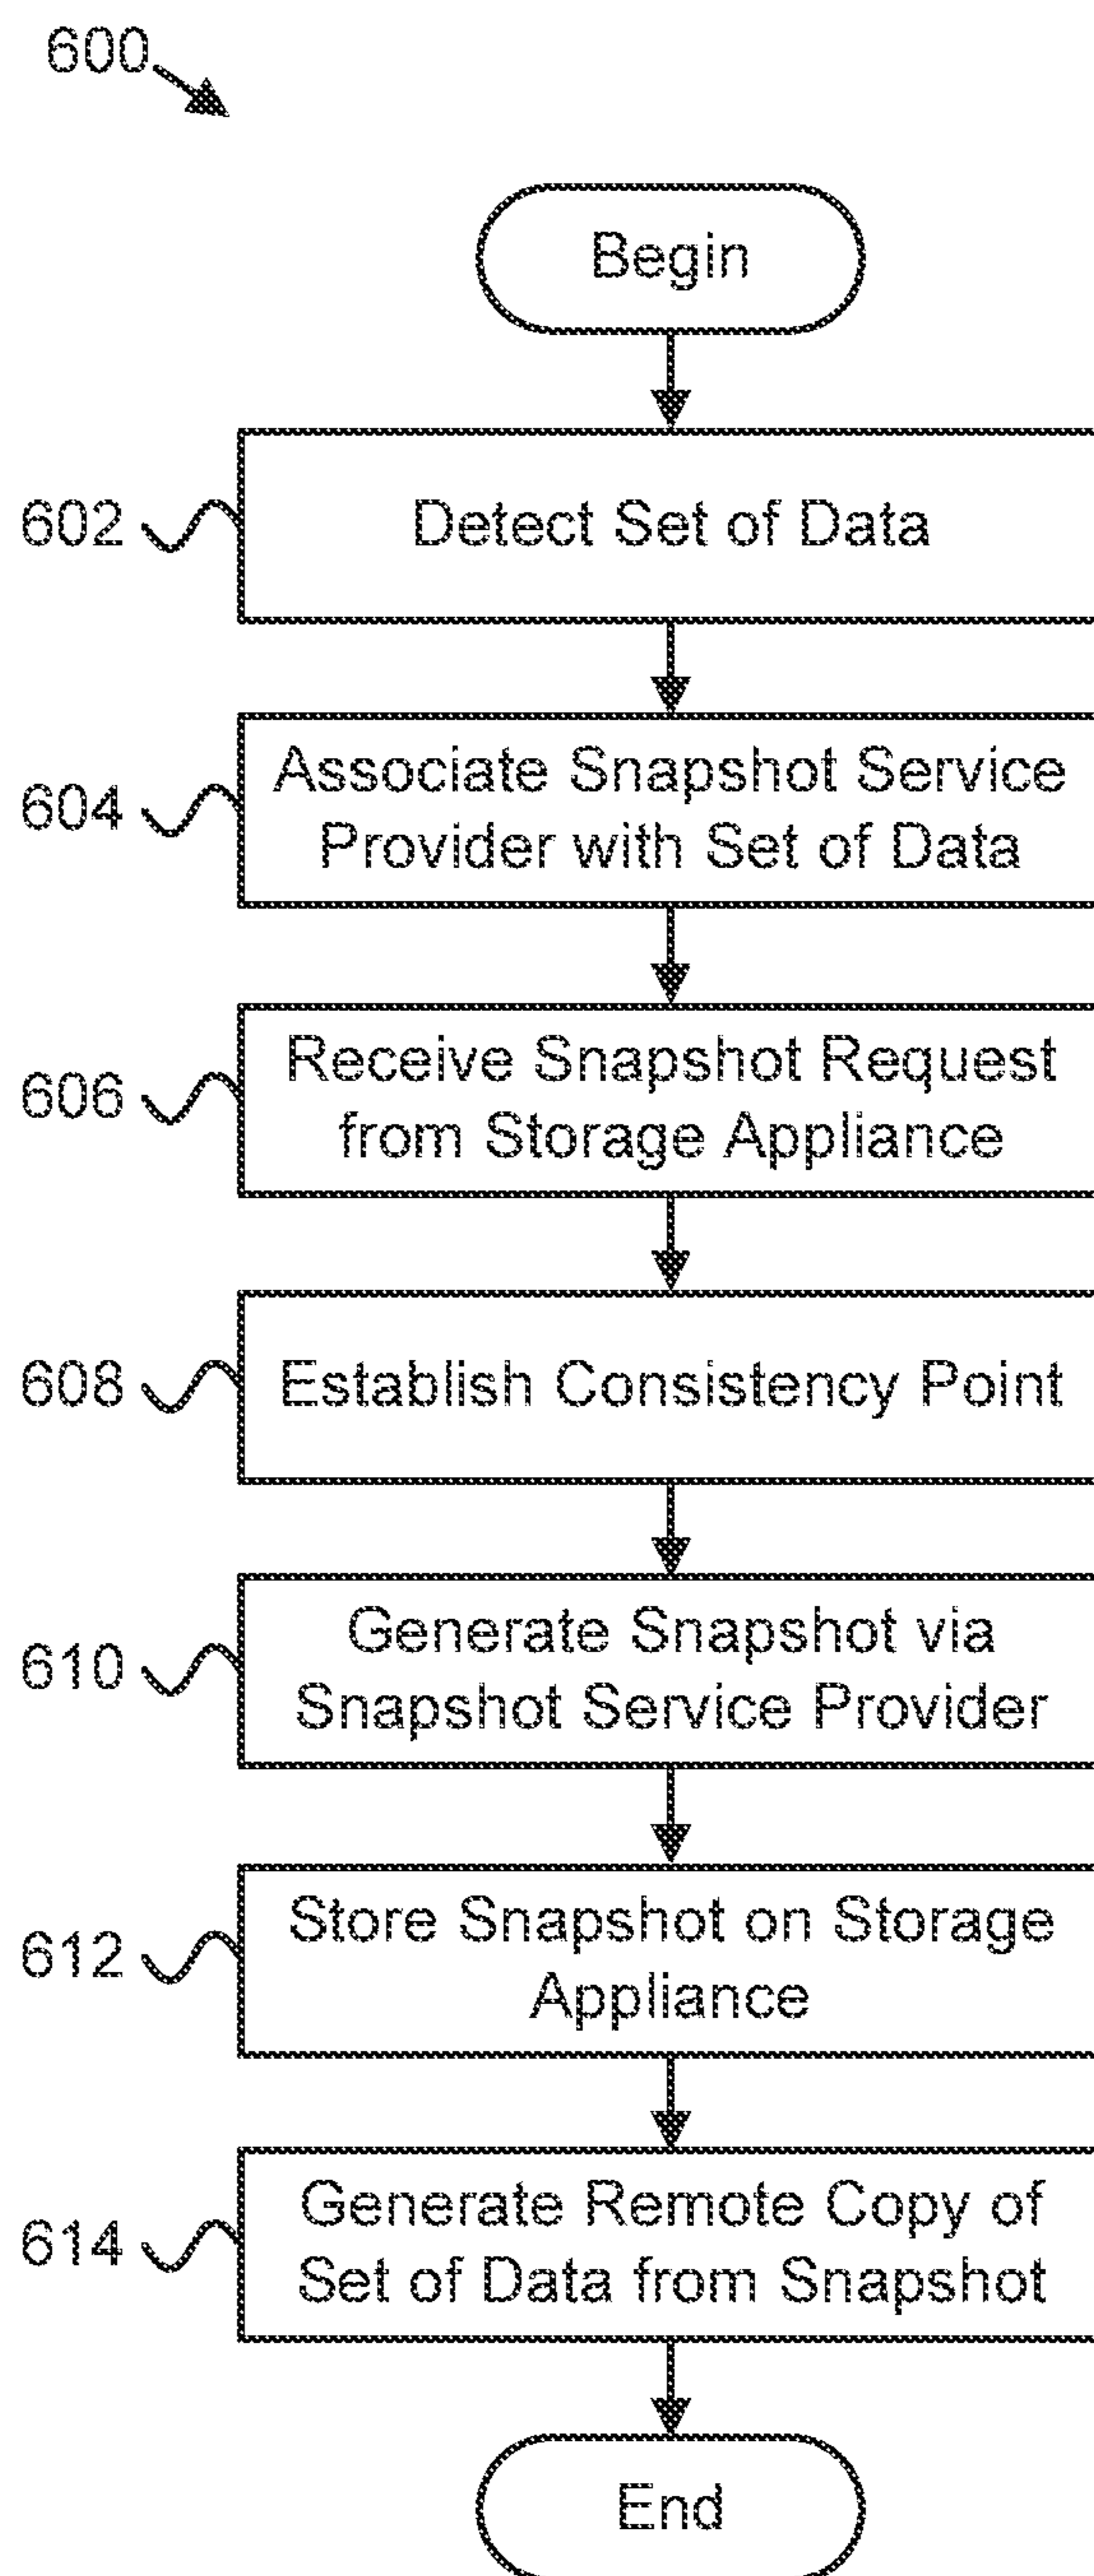 600
Begin
602
Detect Set of Data
604
Associate Snapshot Service
Provider with Set of Data
606
Receive Snapshot Request
from Storage Appliance
608
Establish Consistency Point
610
Generate Snapshot via
Snapshot Service Provider
612
Store Snapshot on Storage
Appliance
614
Generate Remote Copy of
Set of Data from Snapshot
End